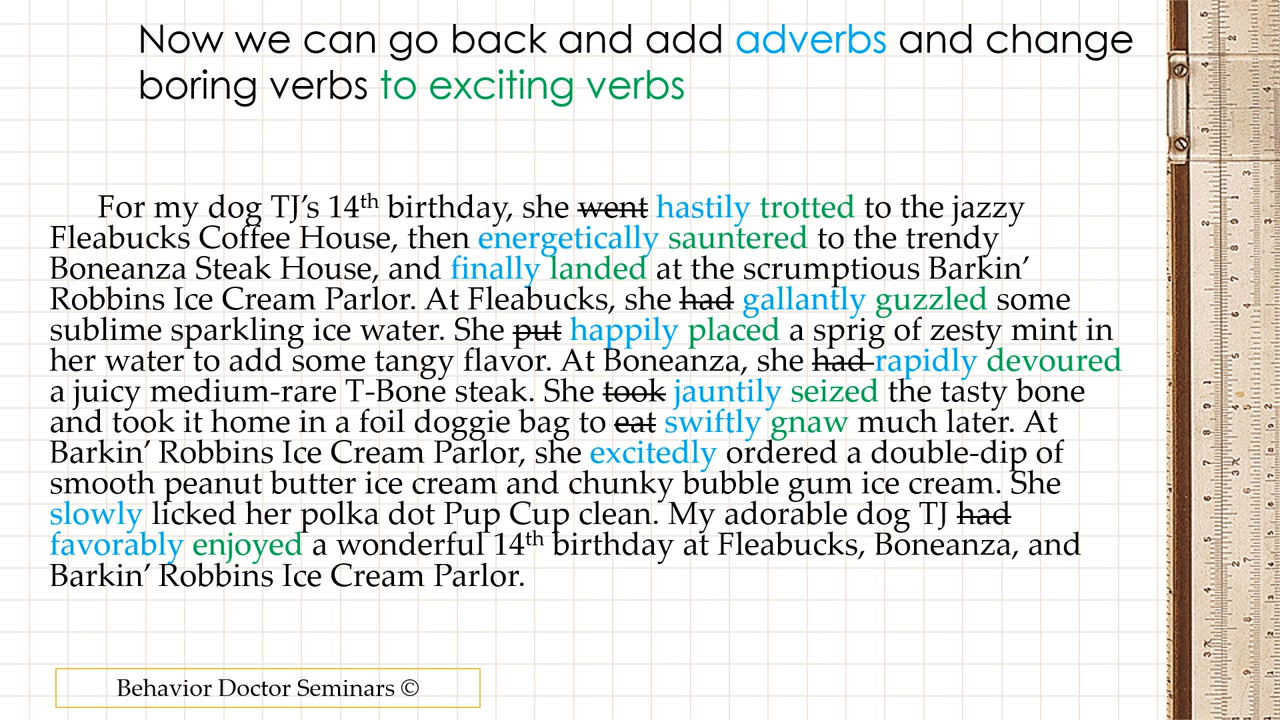 Now we can go back and add adverbs and change
boring verbs to exciting verbs
For my dog TJ’s 14th birthday, she went hastily trotted to the jazzy
Fleabucks Coffee House, then energetically sauntered to the trendy
Boneanza Steak House, and finally landed at the scrumptious Barkin’
Robbins Ice Cream Parlor. At Fleabucks, she had gallantly guzzled some
sublime sparkling ice water. She put happily placed a sprig of zesty mint in
her water to add some tangy flavor. At Boneanza, she had rapidly devoured
a juicy medium-rare T-Bone steak. She took jauntily seized the tasty bone
and took it home in a foil doggie bag to eat swiftly gnaw much later. At
Barkin’ Robbins Ice Cream Parlor, she excitedly ordered a double-dip of
smooth peanut butter ice cream and chunky bubble gum ice cream. She
slowly licked her polka dot Pup Cup clean. My adorable dog TJ had
favorably enjoyed a wonderful 14th birthday at Fleabucks, Boneanza, and
Barkin’ Robbins Ice Cream Parlor.
Behavior Doctor Seminars ©